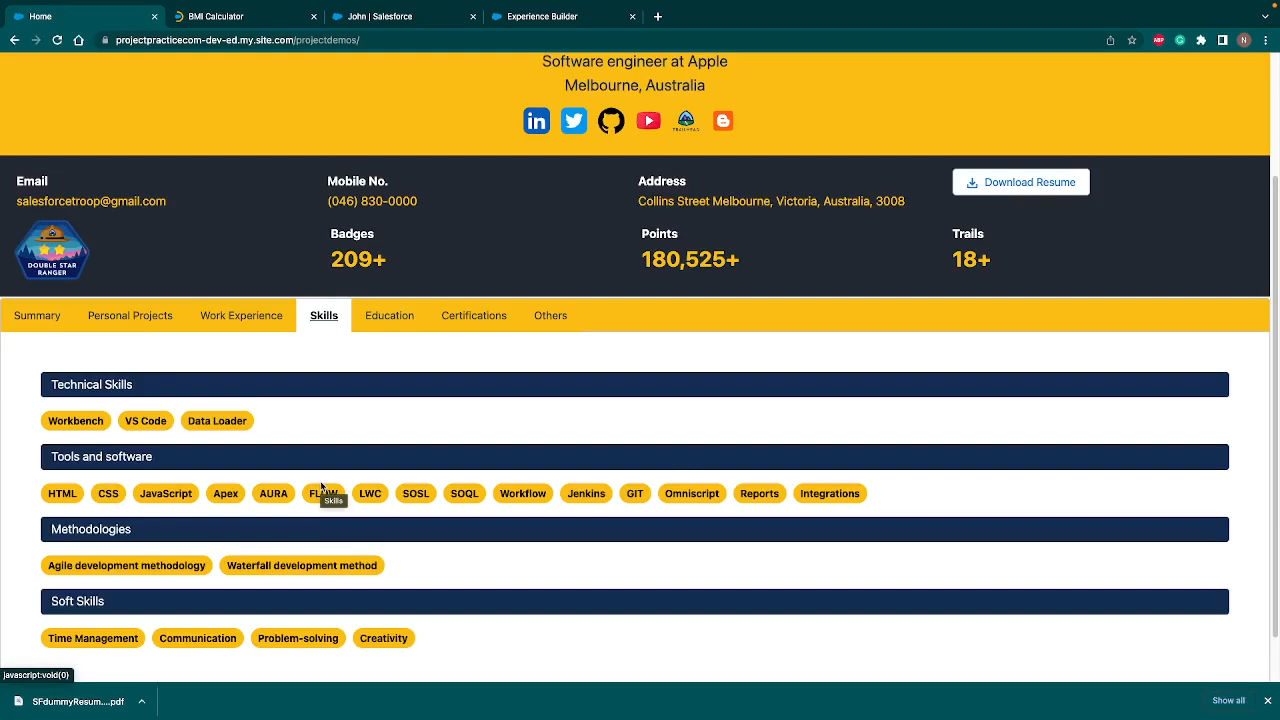 Home
BMI Calculator
John | Salesforce
Experience Builder
projectpracticecom-dev-ed.my.site.com/projectdemos/
ABP
N
Software engineer at Apple
Melbourne, Australia
in
TRAILHEAD
Email
Mobile No.
Address
Download Resume
salesforcetroop@gmail.com
(046) 830-0000
Collins Street Melbourne, Victoria, Australia, 3008
DOUBLE STAR
RANGER
Badges
Points
Trails
209+
180,525+
18+
Summary
Personal Projects
Work Experience
Skills
Education
Certifications
Others
Technical Skills
Workbench
VS Code
Data Loader
Tools and software
HTML
CSS
JavaScript
Apex
AURA
FLOW
LWC
SOSL
SOQL
Workflow
Jenkins
GIT
Omniscript
Reports
Integrations
Skills
Methodologies
Agile development methodology
Waterfall development method
Soft Skills
Time Management
Communication
Problem-solving
Creativity
javascript:void(0)
SFdummyResum....pdf
Show all